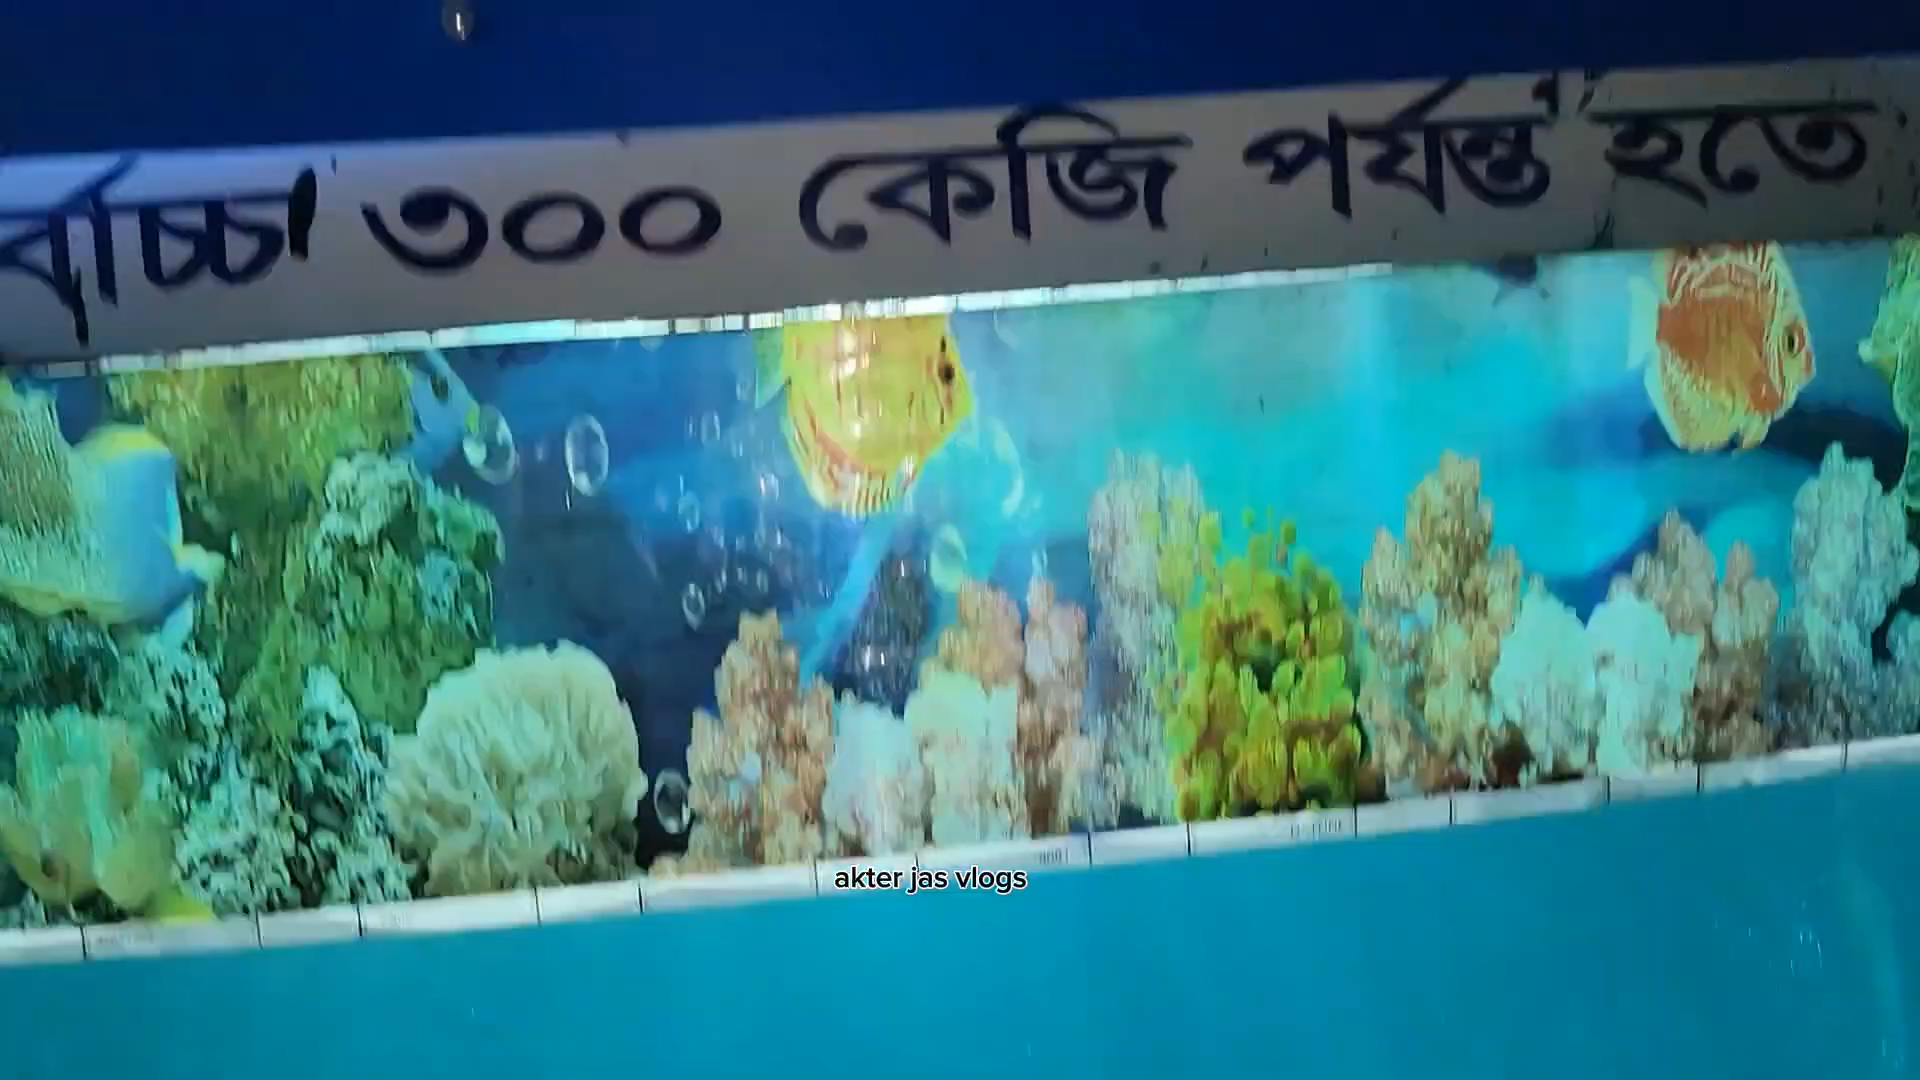 র্বোচ্চ ৩০০ কেজি পর্যন্ত হতে
akter jas vlogs